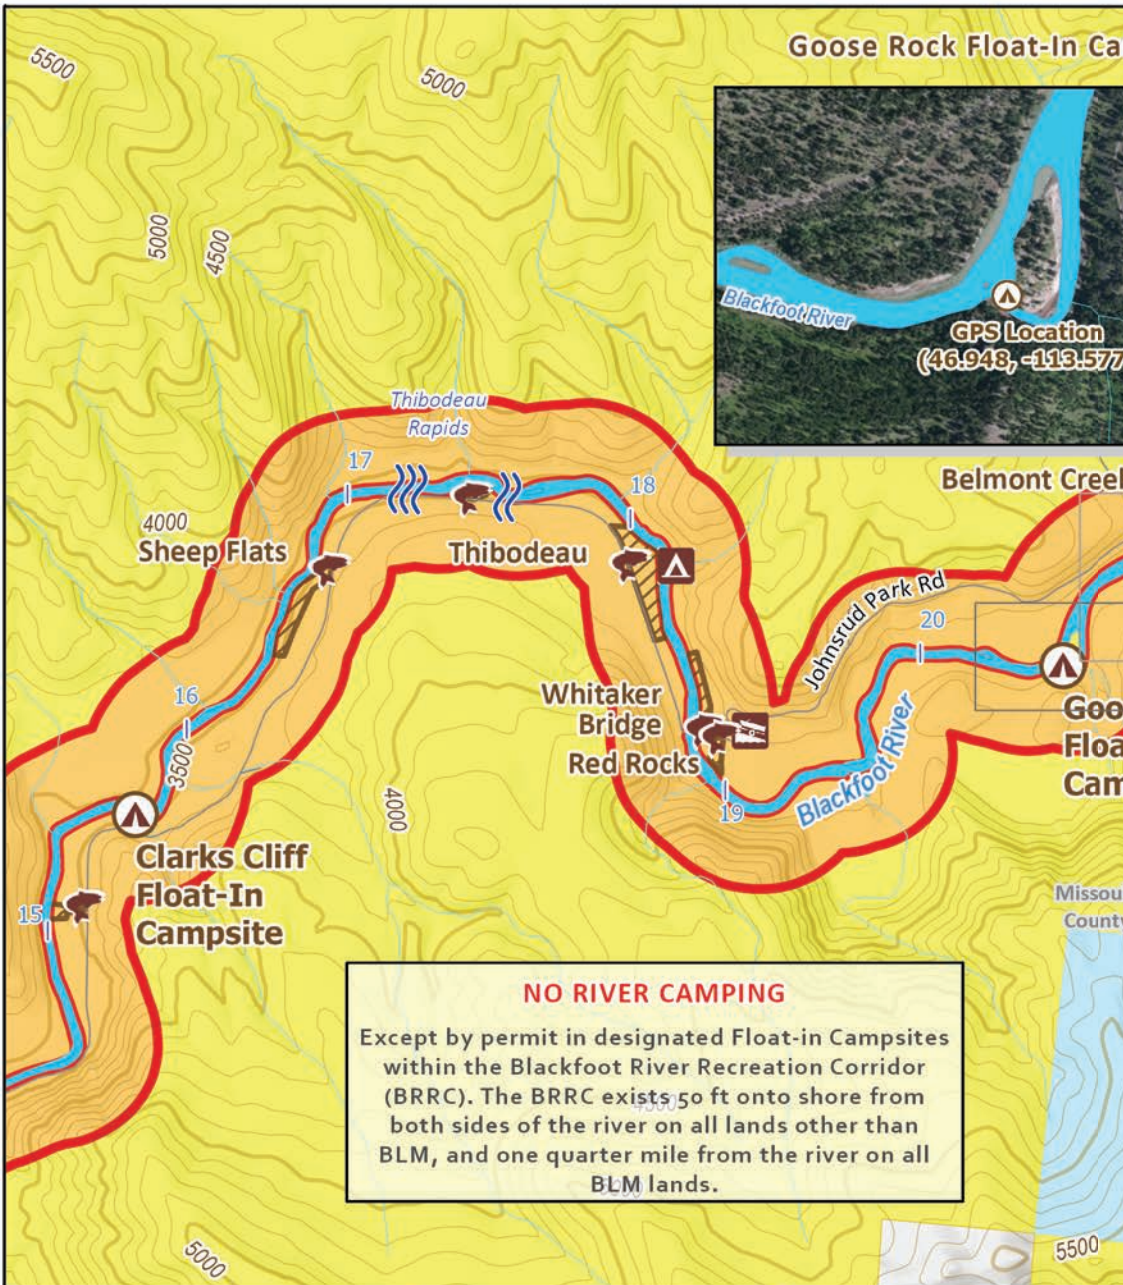 Goose Rock Float-In Ca
5500
5000
5000
4500
Blackfoot River
GPS Location
(46.948, -113.577
Thibodeau
Rapids
17
18
Belmont Creek
4000
Sheep Flats
Thibodeau
Johnsrud Park Rd
20
16
Whitaker
Bridge
Red Rocks
3500
Goo
Floa
Cam
Blackfoot River
19
4000
Clarks Cliff
Float-In
Campsite
15
Missou
County
NO RIVER CAMPING
Except by permit in designated Float-in Campsites
within the Blackfoot River Recreation Corridor
(BRRC). The BRRC exists 50 ft onto shore from
both sides of the river on all lands other than
BLM, and one quarter mile from the river on all
BLM lands.
5000
5500